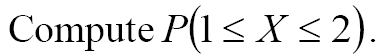 Compute P(1 ≤ X ≤ 2).